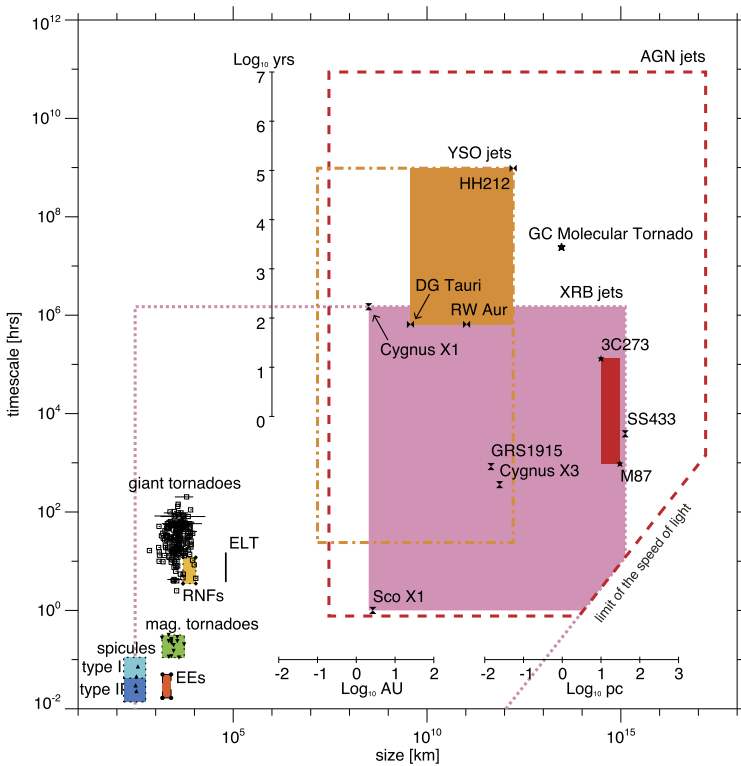 10^12
AGN jets
Log₁₀ yrs
7
10^10
6
YSO jets
5
HH212
10^8
4
GC Molecular Tornado
3
DG Tauri
XRB jets
10^6
RW Aur
2
Cygnus X1
3C273
timescale [hrs]
1
10^4
0
SS433
GRS1915
Cygnus X3
M87
giant tornadoes
10^2
ELT
limit of the speed of light
RNFs
Sco X1
10^0
mag. tornadoes
spicules
type I
-2 -1 0 1 2
-2 -1 0 1 2 3
EEs
type II
Log₁₀ AU
Log₁₀ pc
10^-2
10^5
10^10
10^15
size [km]